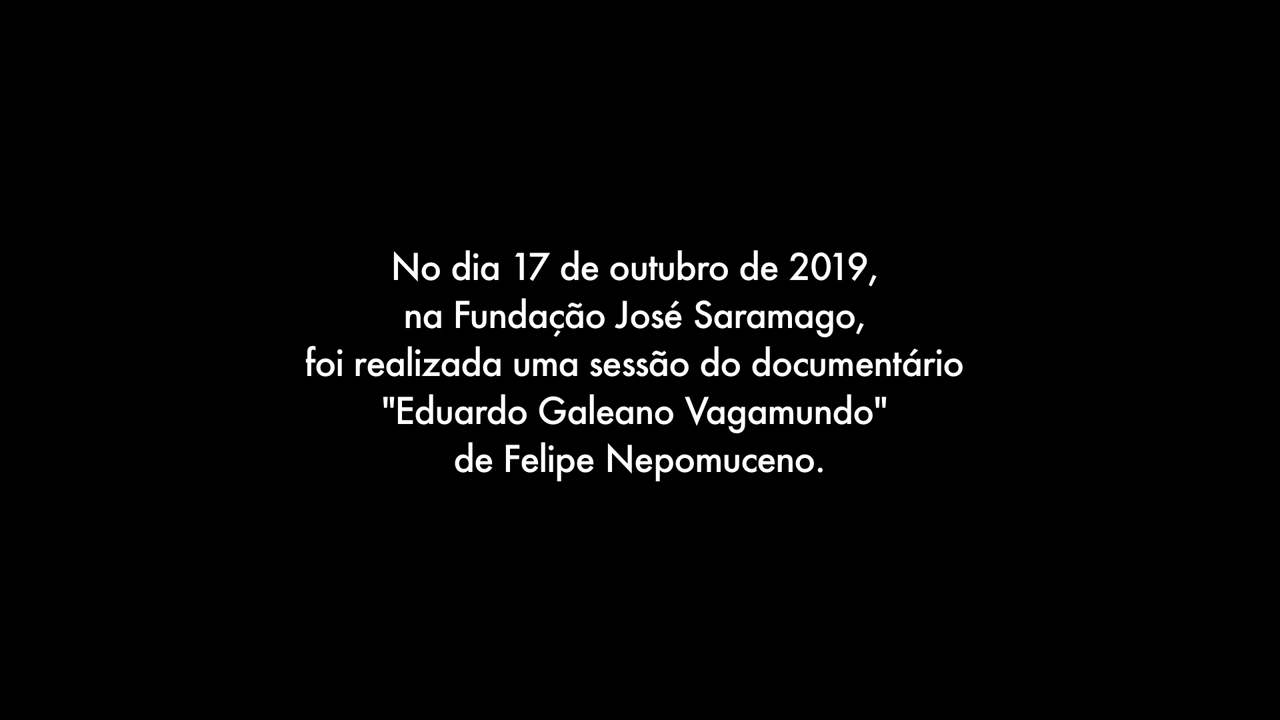 No dia 17 de outubro de 2019,
na Fundação José Saramago,
foi realizada uma sessão do documentário
"Eduardo Galeano Vagamundo"
de Felipe Nepomuceno.